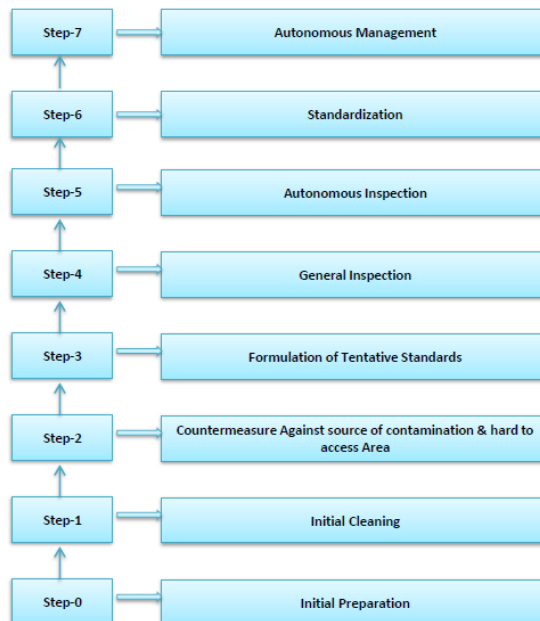 Step-7
Autonomous Management
Step-6
Standardization
Step-5
Autonomous Inspection
Step-4
General Inspection
Step-3
Formulation of Tentative Standards
Step-2
Countermeasure Against source of contamination & hard to
access Area
Step-1
Initial Cleaning
Step-0
Initial Preparation